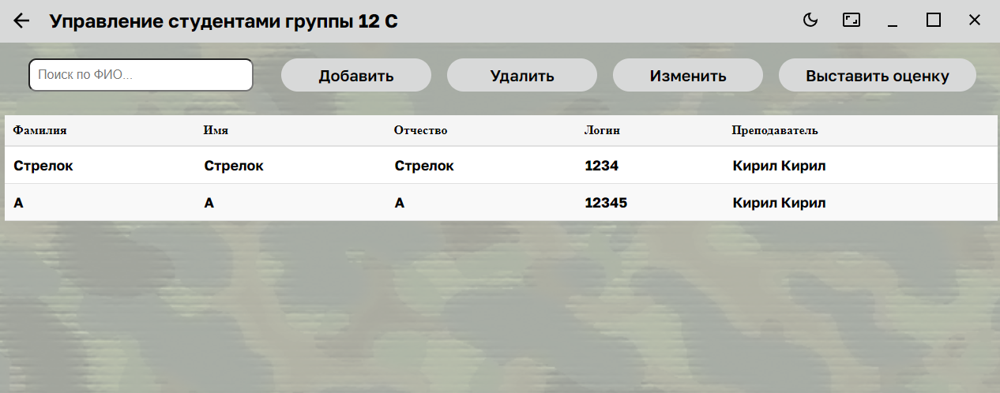 Управление студентами группы 12 С
Поиск по ФИО... Добавить Удалить Изменить Выставить оценку
Фамилия Имя Отчество Логин Преподаватель
Стрелок Стрелок Стрелок 1234 Кирил Кирил
А А А 12345 Кирил Кирил